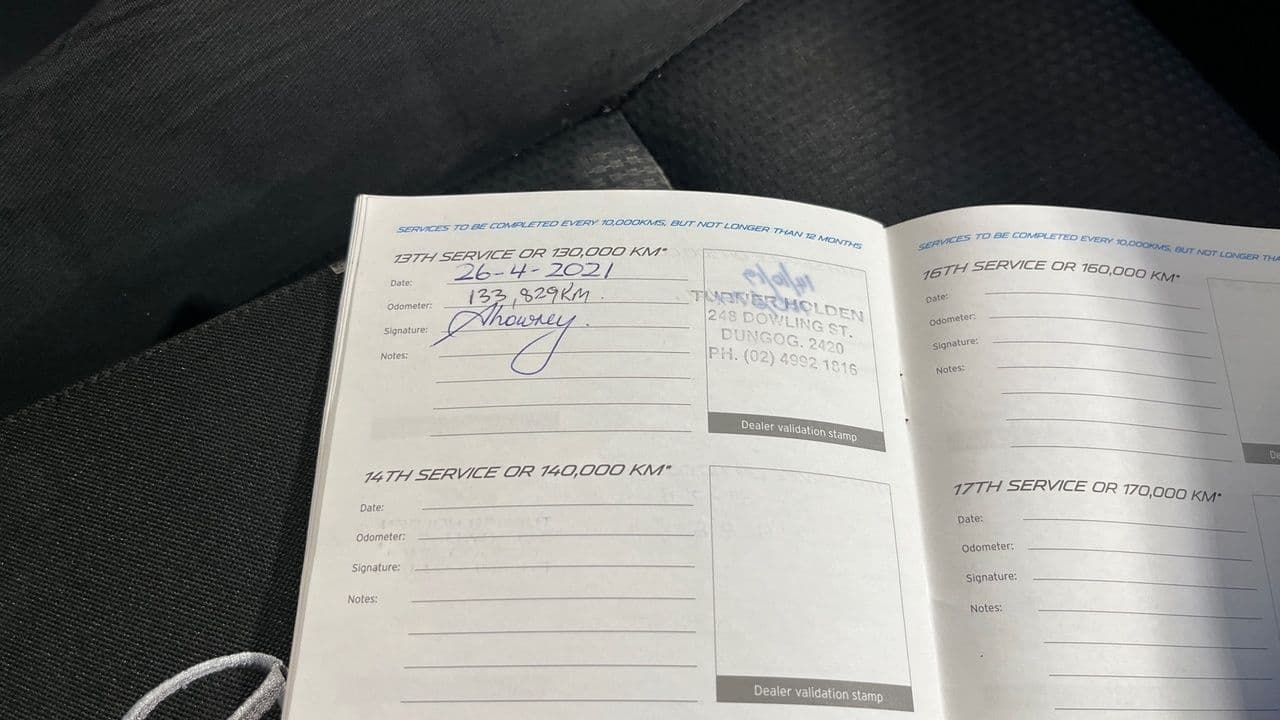 SERVICES TO BE COMPLETED EVERY 10,000KMS, BUT NOT LONGER THAN 12 MONTHS
13TH SERVICE OR 130,000 KM*
Date: 26-4-2021
Odometer: 133,829KM.
Signature:
Notes:
HOLDEN
248 DOWLING ST.
DUNGOG. 2420
PH. (02) 4992 1816
Dealer validation stamp
14TH SERVICE OR 140,000 KM*
Date:
Odometer:
Signature:
Notes:
Dealer validation stamp
SERVICES TO BE COMPLETED EVERY 10,000KMS, BUT NOT LONGER THA
16TH SERVICE OR 160,000 KM*
Date:
Odometer:
Signature:
Notes:
De
17TH SERVICE OR 170,000 KM*
Date:
Odometer:
Signature:
Notes: